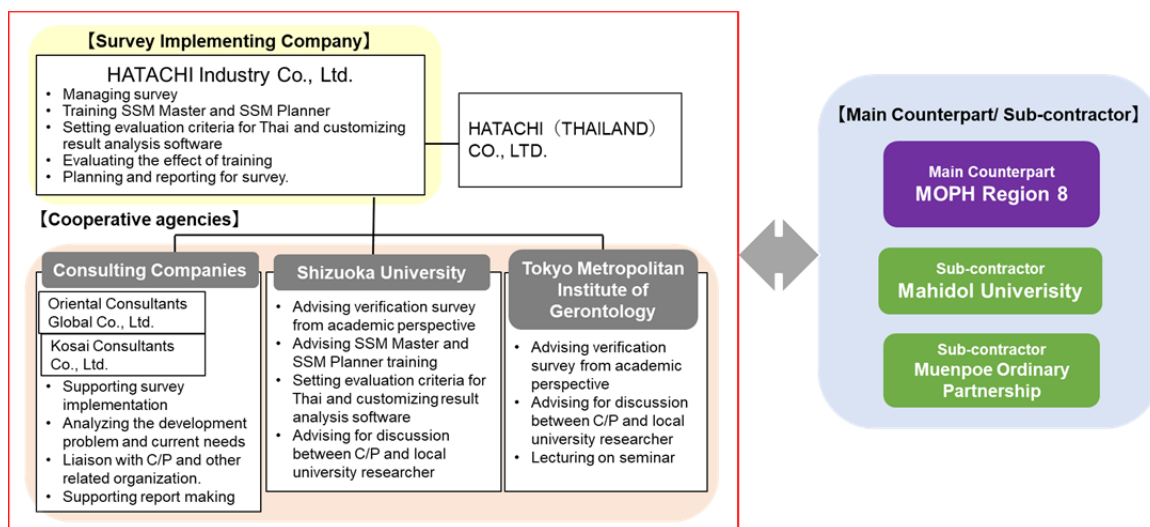 【Survey Implementing Company】
HATACHI Industry Co., Ltd.
• Managing survey
• Training SSM Master and SSM Planner
• Setting evaluation criteria for Thai and customizing
result analysis software
• Evaluating the effect of training
• Planning and reporting for survey.
HATACHI（THAILAND）
CO., LTD.
【Cooperative agencies】
Consulting Companies
Oriental Consultants
Global Co., Ltd.
Kosai Consultants
Co., Ltd.
• Supporting survey
implementation
• Analyzing the development
problem and current needs
• Liaison with C/P and other
related organization.
• Supporting report making
Shizuoka University
• Advising verification survey
from academic perspective
• Advising SSM Master and
SSM Planner training
• Setting evaluation criteria for
Thai and customizing result
analysis software
• Advising for discussion
between C/P and local
university researcher
Tokyo Metropolitan
Institute of
Gerontology
• Advising verification
survey from academic
perspective
• Advising for discussion
between C/P and local
university researcher
• Lecturing on seminar
【Main Counterpart/ Sub-contractor】
Main Counterpart
MOPH Region 8
Sub-contractor
Mahidol Univerisity
Sub-contractor
Muenpoe Ordinary
Partnership